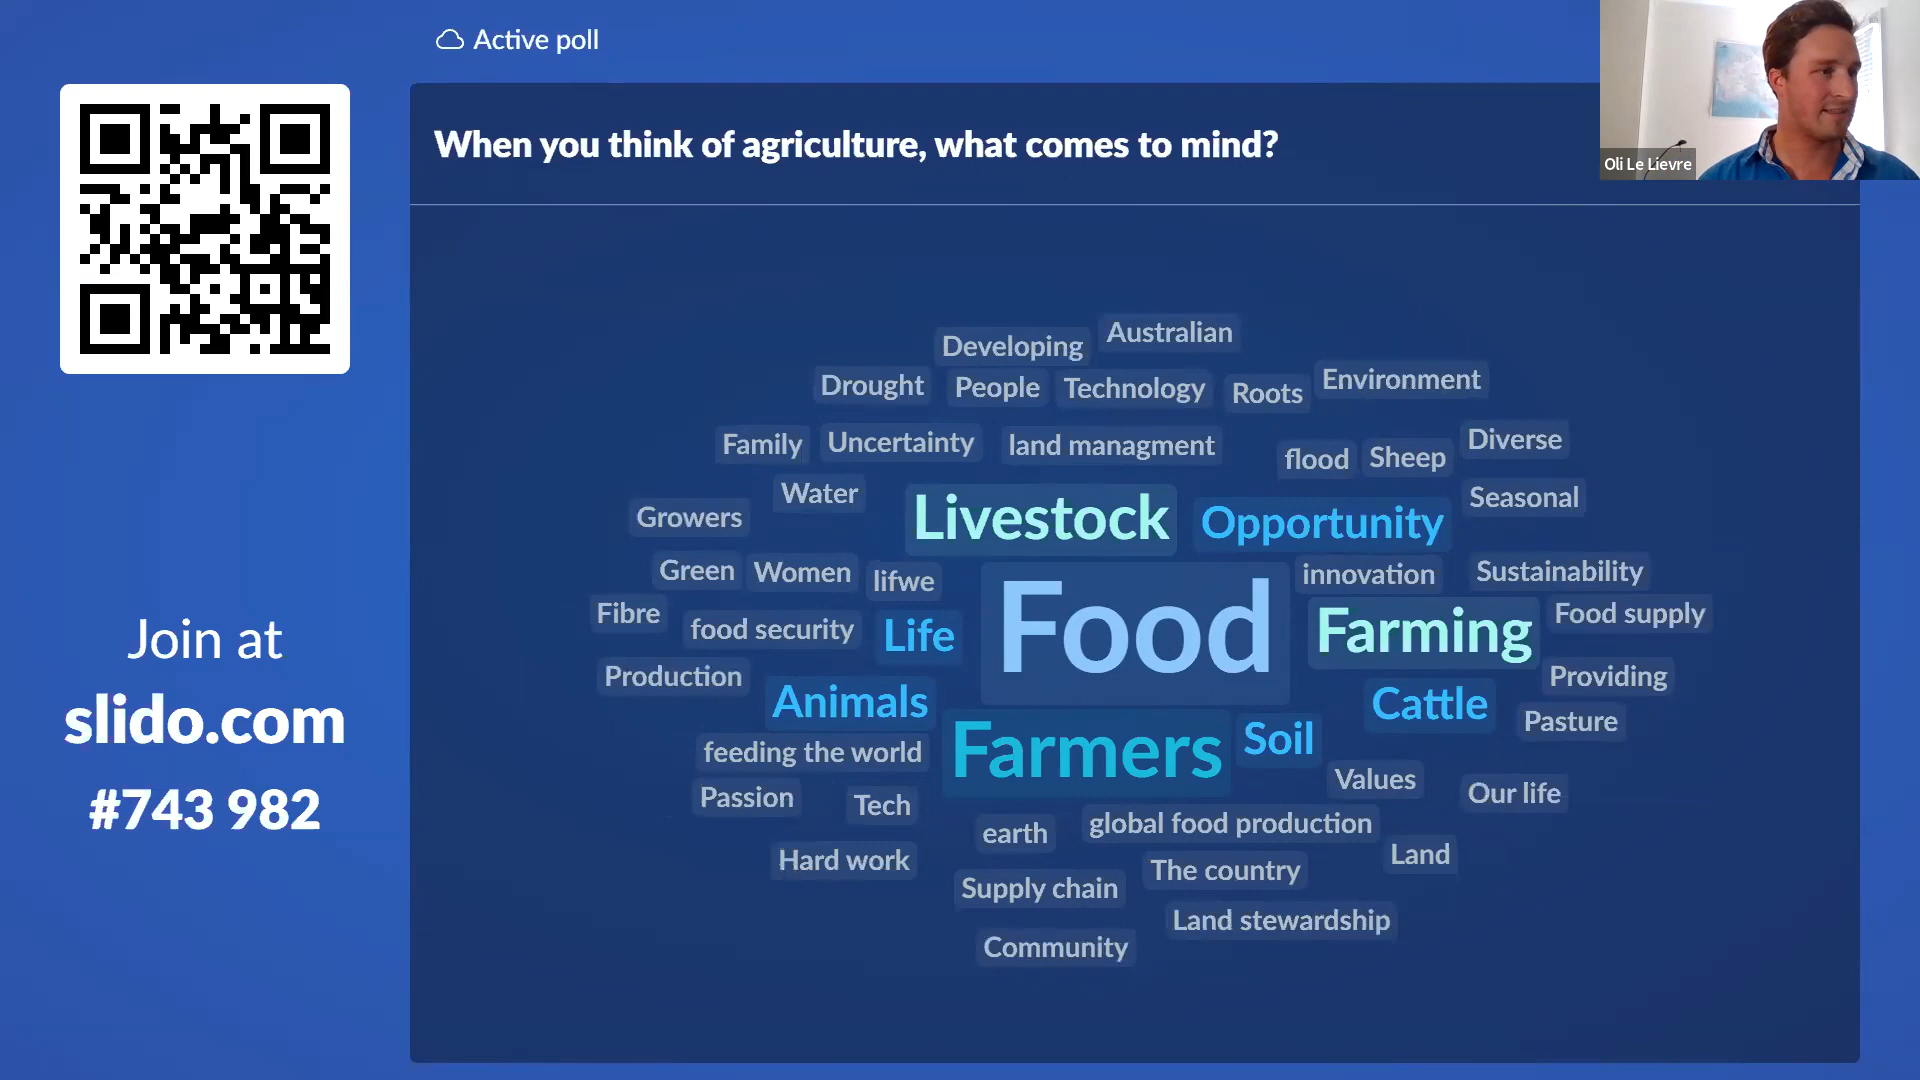 Active poll
When you think of agriculture, what comes to mind?
Oli Le Lievre
Join at
slido.com
#743 982
Australian
Developing
Drought People Technology Roots Environment
Family Uncertainty land managment flood Sheep Diverse
Water
Growers Livestock Opportunity Seasonal
Green Women lifwe innovation Sustainability
Fibre food security Life Food Farming Food supply
Production Animals Cattle Providing
feeding the world Farmers Soil Pasture
Passion Tech Values Our life
earth global food production
Hard work The country Land
Supply chain
Land stewardship
Community